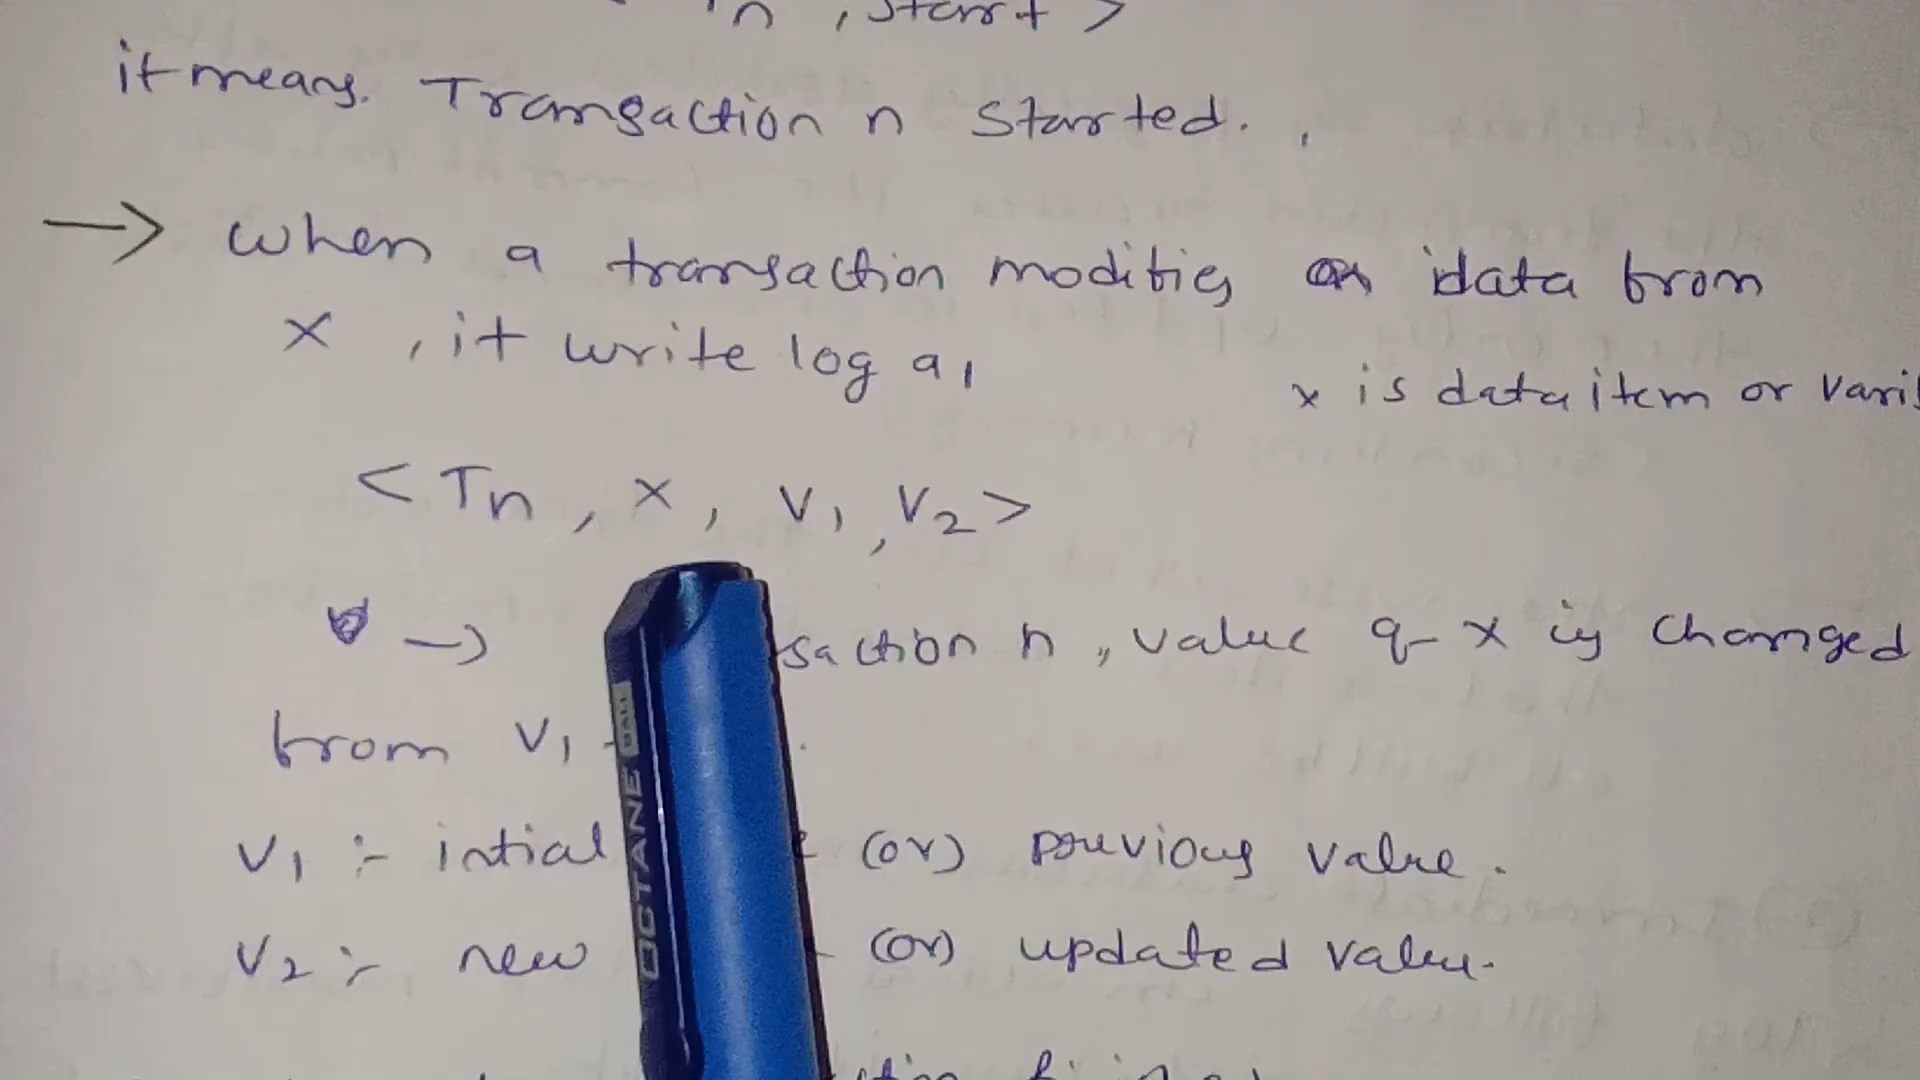 n , Start >
it means. Transaction n Started.
→ When a transaction modifies data from
X , it write log as
x is data item or
< Tn , x , V1 , V2 >
→ saction n , value of x is changed
from V1
V1 :- intial (or) previous value.
V2 :- new (or) updated value.
OCTANE BALL